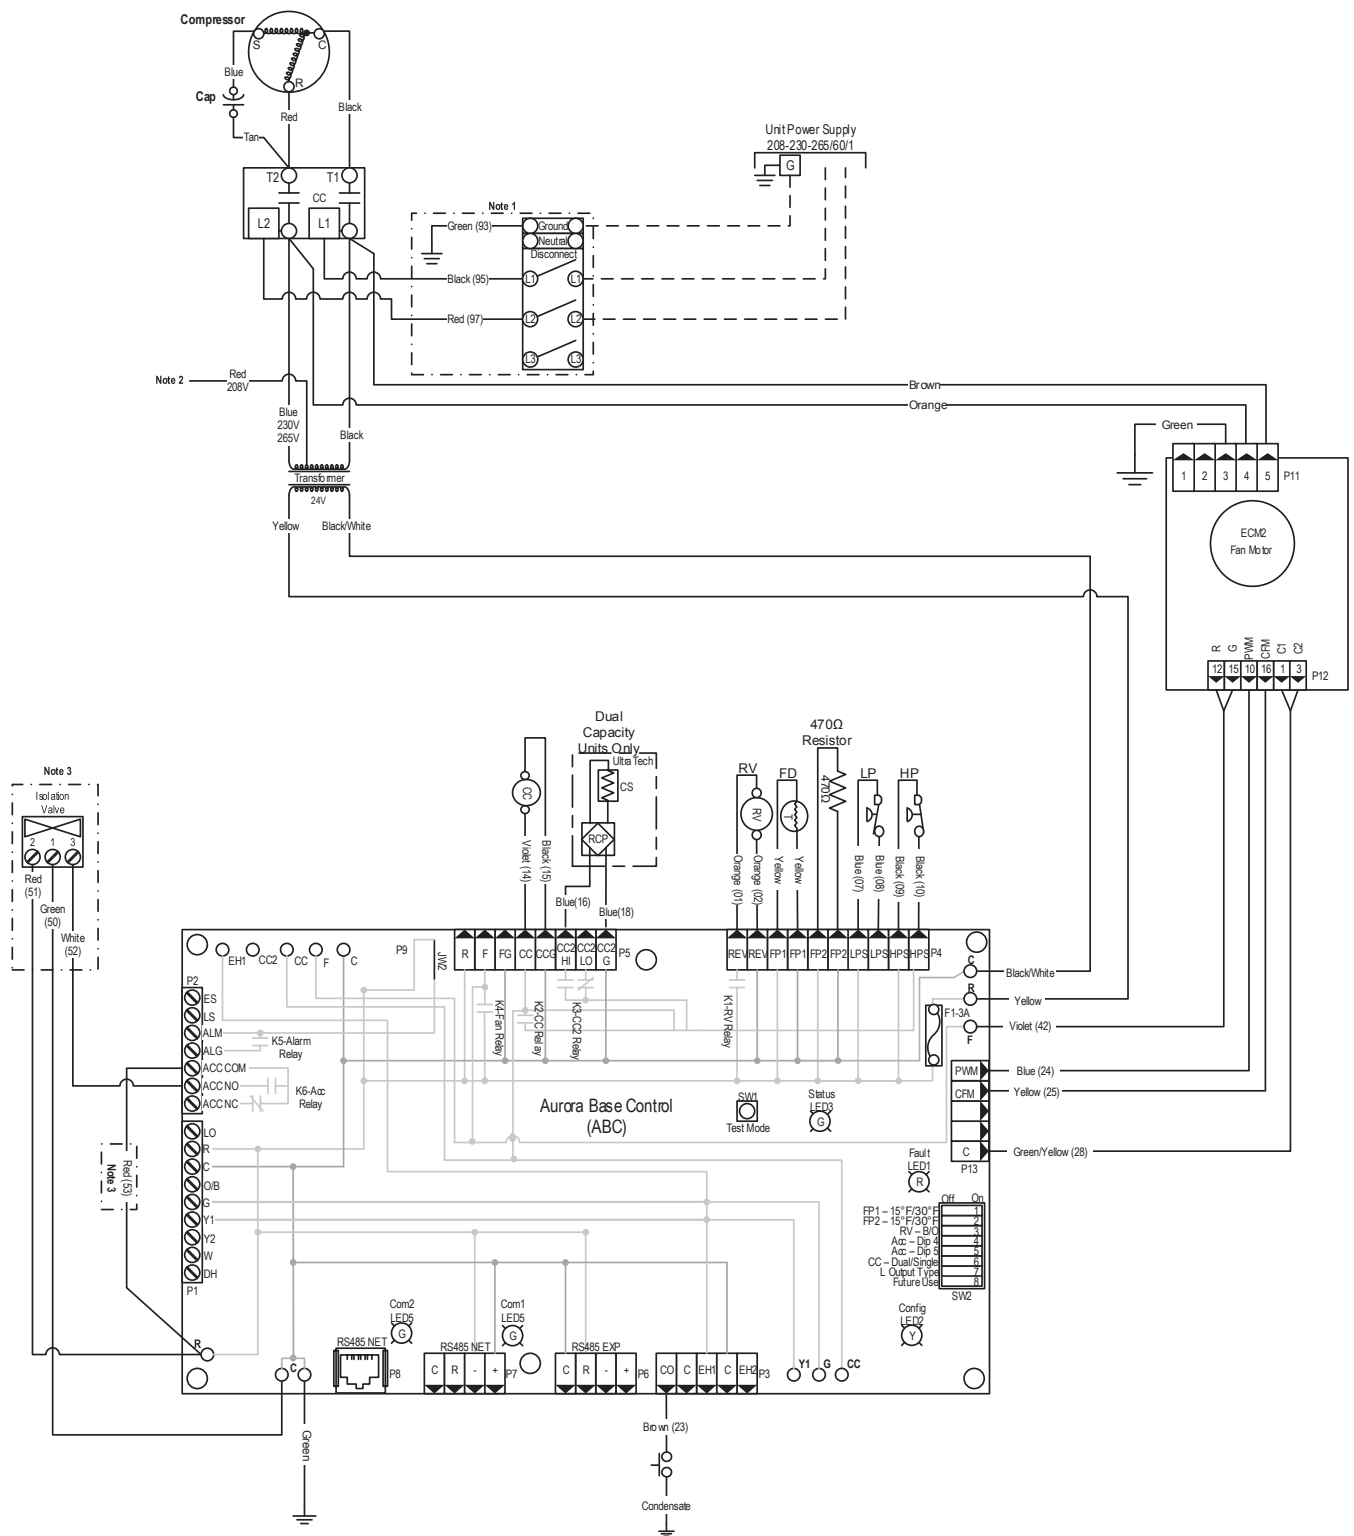 Compressor
S
C
R
Blue
Cap
Red
Black
Tan
T2
T1
CC
L2
L1
Unit Power Supply
208-230-265/60/1
G
Note 1
Green (93)
Ground
Neutral
Disconnect
Black (95)
L1
L1
Red (97)
L2
L2
L3
L3
Note 2
Red
208V
Blue
230V
265V
Black
Transformer
24V
Yellow
Black/White
Brown
Orange
Green
1
2
3
4
5
P11
ECM2
Fan Motor
R
G
PWM
CFM
C1
C2
12
15
10
16
1
3
P12
Note 3
Isolation
Valve
2
1
3
Red
(51)
Green
(50)
White
(52)
CC
Violet (14)
Black (15)
Dual
Capacity
Units Only
UltraTech
CS
RCP
Blue(16)
Blue(18)
RV
RV
Orange (01)
Orange (02)
FD
T
Yellow
Yellow
470Ω
Resistor
470Ω
LP
Blue (07)
Blue (08)
HP
Black (09)
Black (10)
EH1
CC2
CC
F
C
P9
JW2
R
F
FG
CC
CCG
CC2
HI
CC2
LO
CC2
G
P5
REV
REV
FP1
FP1
FP2
FP2
LPS
LPS
HPS
HPS
P4
C
Black/White
R
Yellow
F1-3A
Violet (42)
F
P2
ES
LS
ALM
ALG
ACC COM
ACC NO
ACC NC
K5-Alarm
Relay
K6-Acc
Relay
K4-Fan Relay
K2-CC Relay
K3-CC2 Relay
K1-RV Relay
PWM
Blue (24)
CFM
Yellow (25)
C
Green/Yellow (28)
P13
Aurora Base Control
(ABC)
SW1
Test Mode
Status
LED3
G
Fault
LED1
R
LO
R
C
O/B
G
Y1
Y2
W
DH
P1
Red (53)
Note 3
Off On
FP1 – 15°F/30°F 1
FP2 – 15°F/30°F 2
RV – B/O 3
Acc – Dip 4 4
Acc – Dip 5 5
CC – Dual/Single 6
L Output Type 7
Future Use 8
SW2
Config
LED2
Y
R
C
Com2
LED5
G
Com1
LED5
G
RS485 NET
P8
RS485 NET
C
R
-
+
P7
RS485 EXP
C
R
-
+
P6
CO
C
EH1
C
EH2
P3
Y1
G
CC
Green
Brown (23)
Condensate